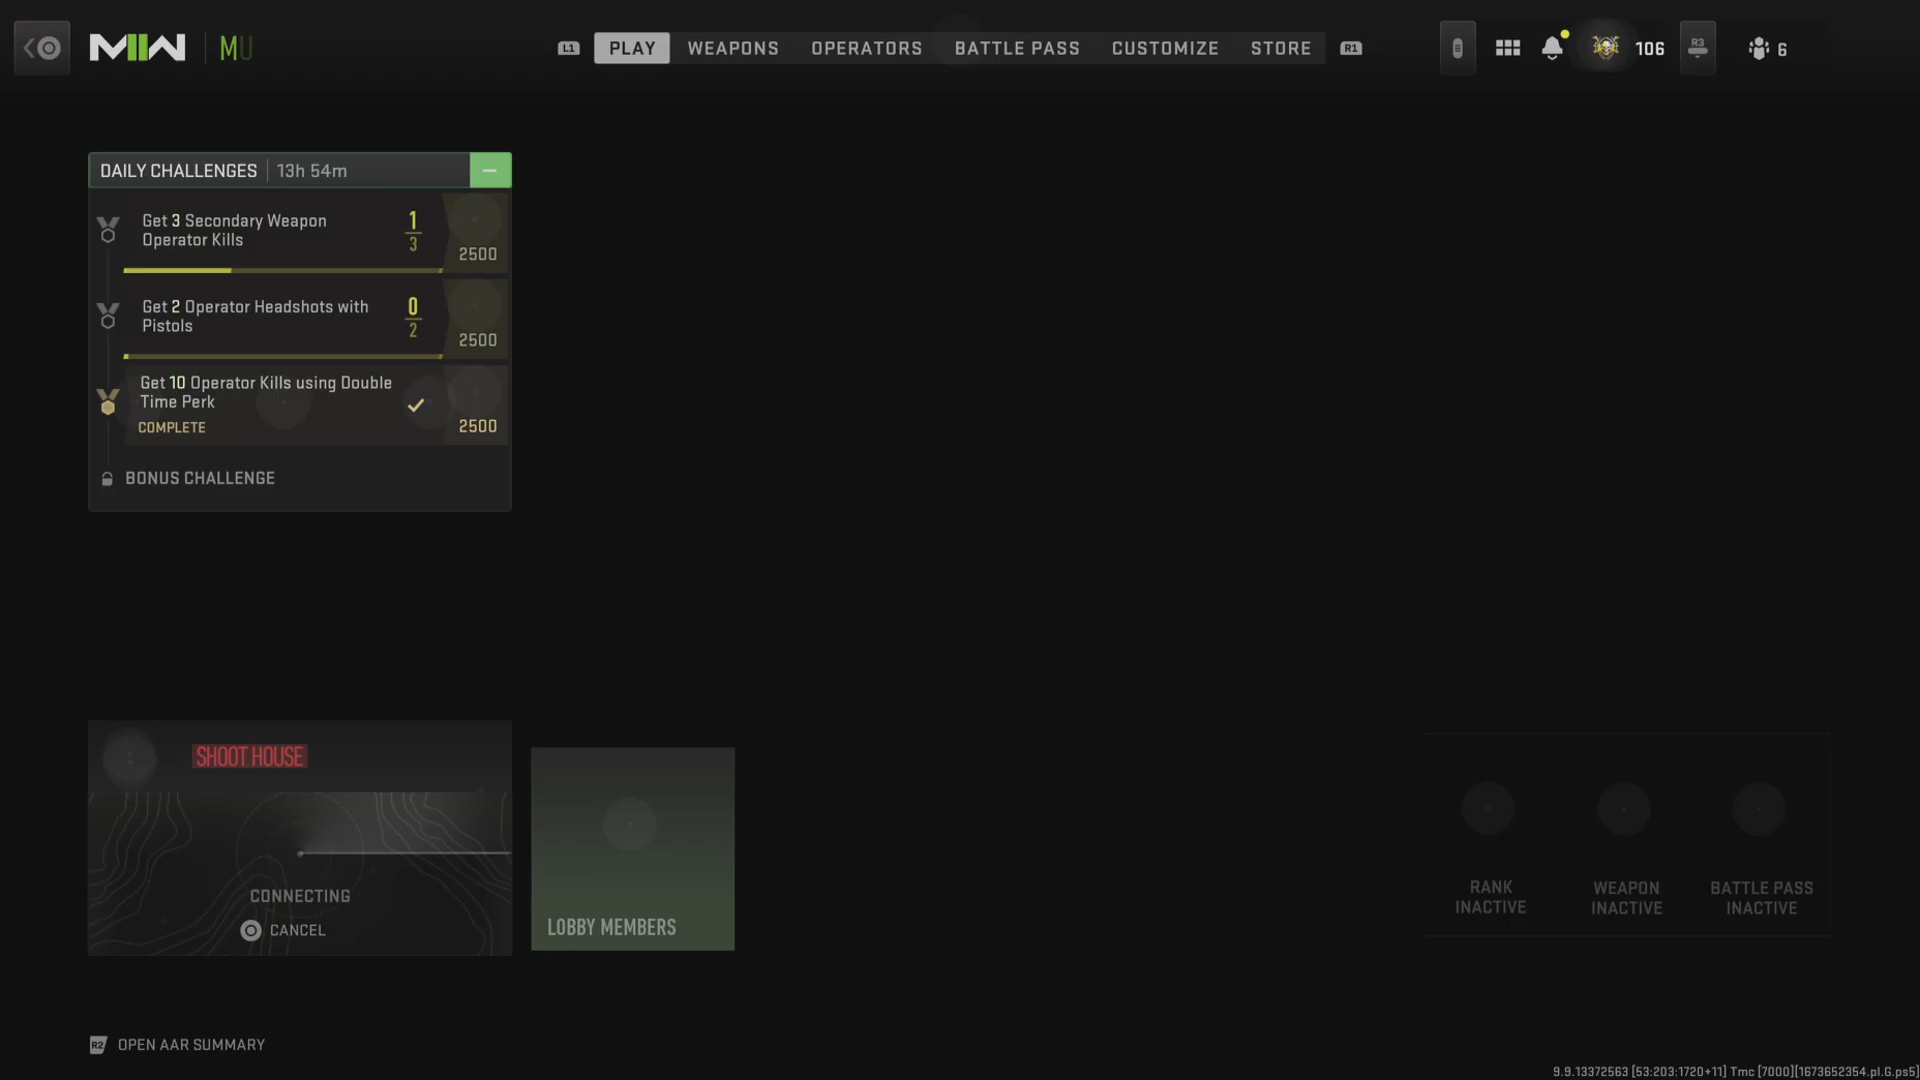 MWII MU
L1 PLAY WEAPONS OPERATORS BATTLE PASS CUSTOMIZE STORE R1
106 R3 6
DAILY CHALLENGES 13h 54m
Get 3 Secondary Weapon
Operator Kills
1
3
2500
Get 2 Operator Headshots with
Pistols
0
2
2500
Get 10 Operator Kills using Double
Time Perk
COMPLETE
2500
BONUS CHALLENGE
SHOOT HOUSE
CONNECTING
CANCEL
LOBBY MEMBERS
RANK
INACTIVE
WEAPON
INACTIVE
BATTLE PASS
INACTIVE
R2 OPEN AAR SUMMARY
9.9.13372563 [53:203:1720+11] Tmc [7000][1673652354.pl.G.ps5]